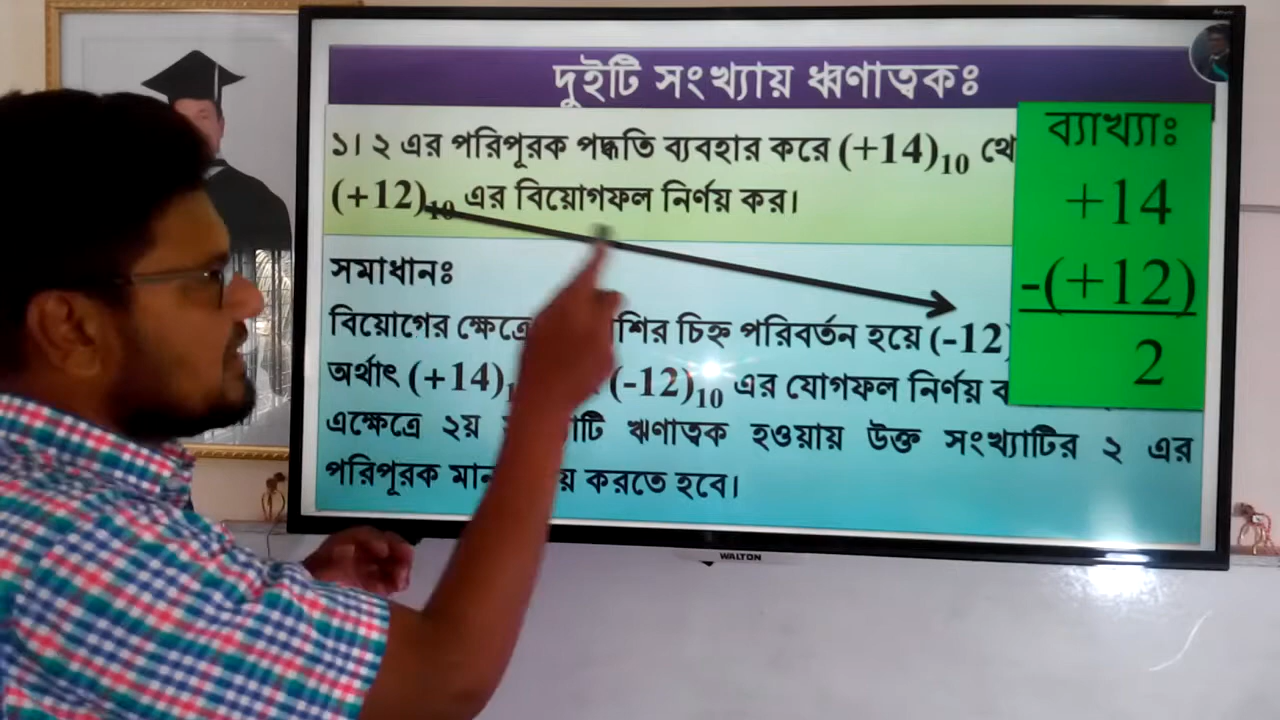 দুইটি সংখ্যায় ঋণাত্বকঃ
১। ২ এর পরিপূরক পদ্ধতি ব্যবহার করে (+14)10 থে
(+12)10 এর বিয়োগফল নির্ণয় কর।
ব্যাখ্যাঃ
+14
-(+12)
2
সমাধানঃ
বিয়োগের ক্ষেত্রে শির চিহ্ন পরিবর্তন হয়ে (-12)
অর্থাৎ (+14) (-12)10 এর যোগফল নির্ণয় ক
এক্ষেত্রে ২য় টি ঋণাত্বক হওয়ায় উক্ত সংখ্যাটির ২ এর
পরিপূরক মান য় করতে হবে।
WALTON